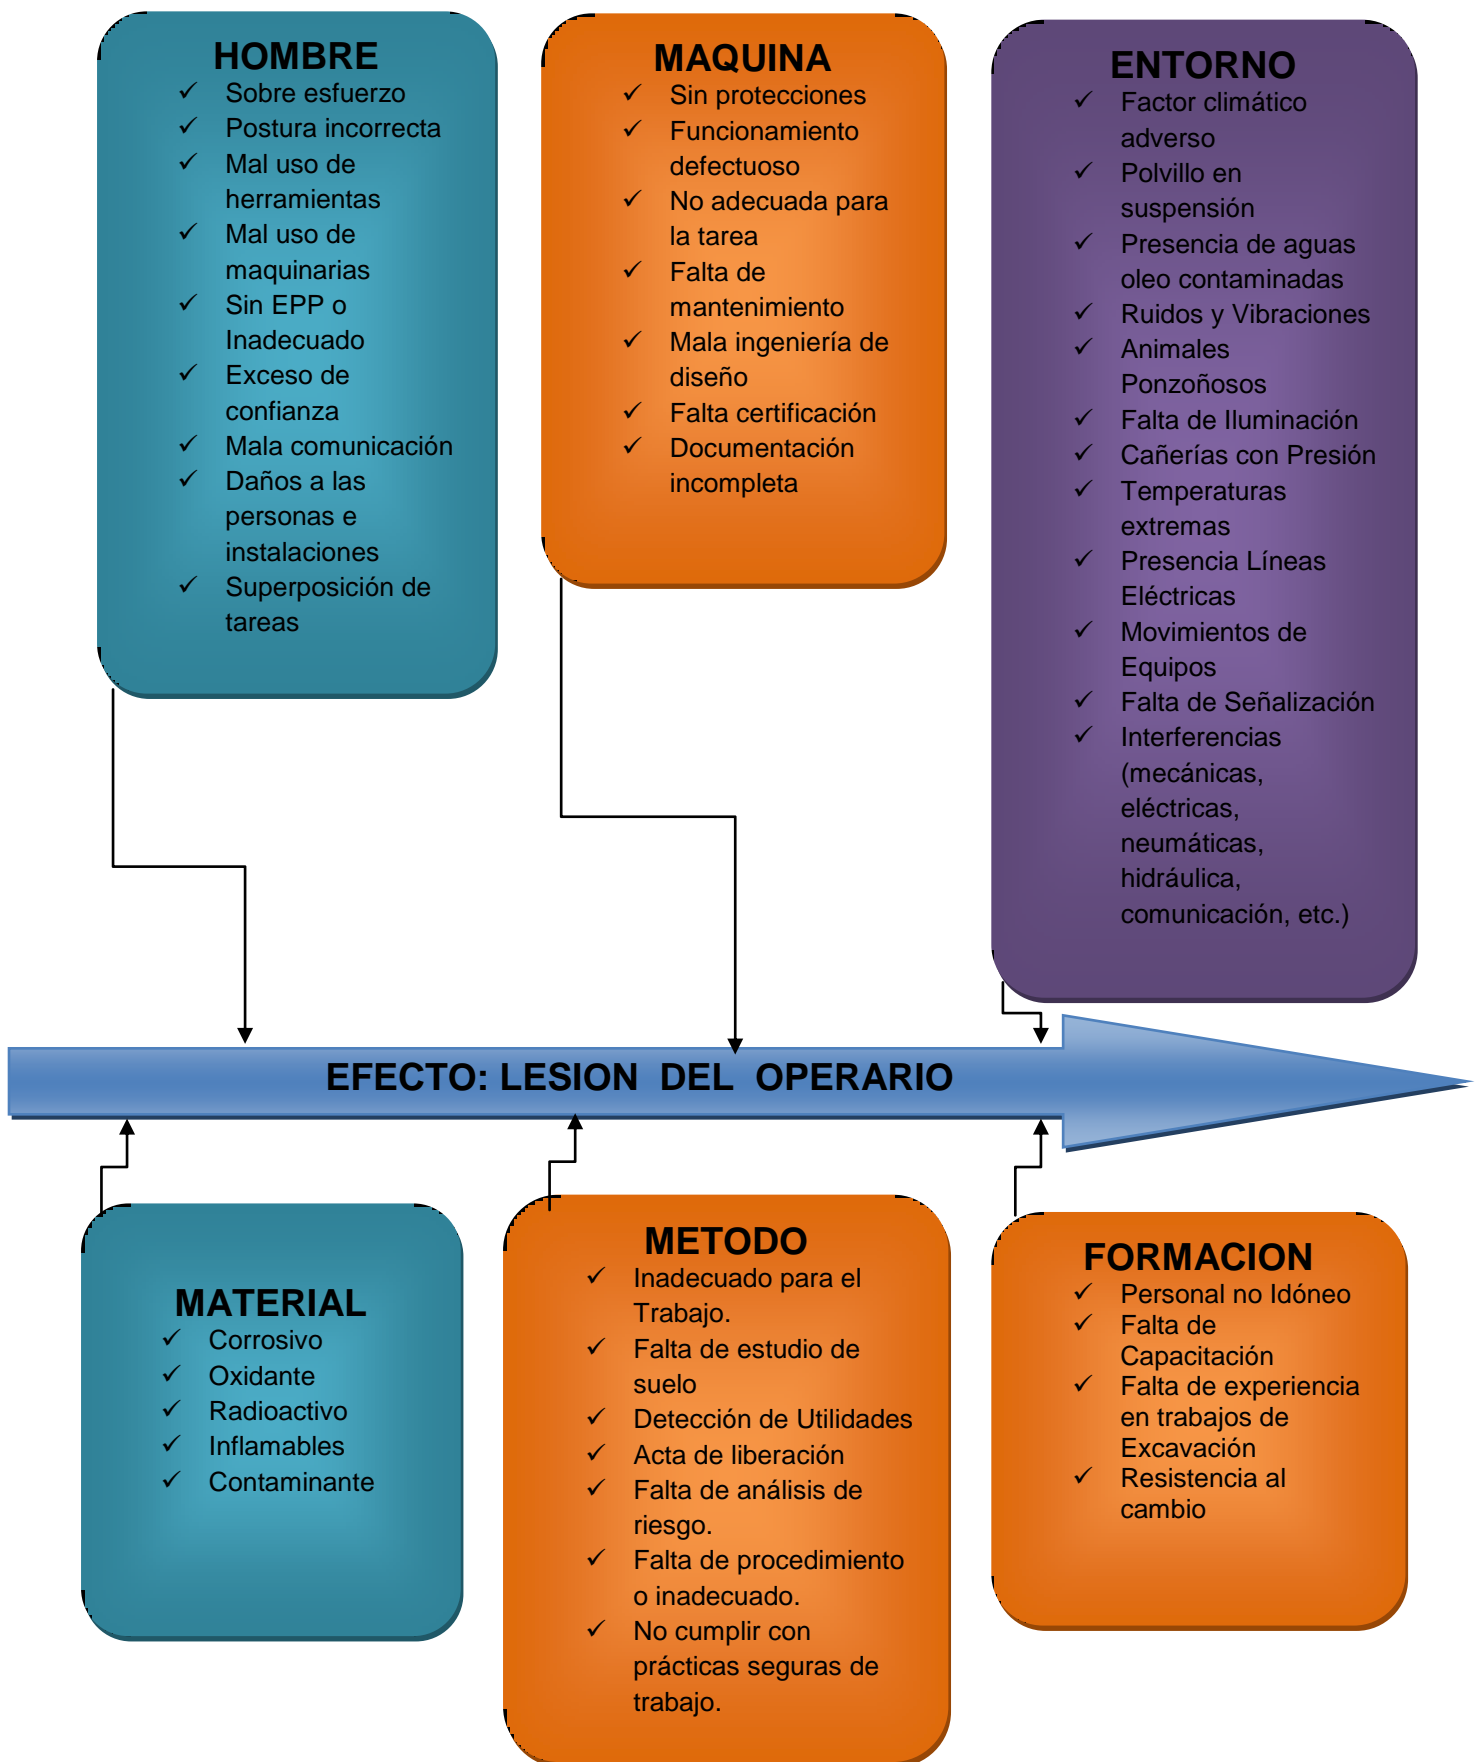 HOMBRE
Sobre esfuerzo
Postura incorrecta
Mal uso de
herramientas
Mal uso de
maquinarias
Sin EPP o
Inadecuado
Exceso de
confianza
Mala comunicación
Daños a las
personas e
instalaciones
Superposición de
tareas
MAQUINA
Sin protecciones
Funcionamiento
defectuoso
No adecuada para
la tarea
Falta de
mantenimiento
Mala ingeniería de
diseño
Falta certificación
Documentación
incompleta
ENTORNO
Factor climático
adverso
Polvillo en
suspensión
Presencia de aguas
oleo contaminadas
Ruidos y Vibraciones
Animales
Ponzoñosos
Falta de Iluminación
Cañerías con Presión
Temperaturas
extremas
Presencia Líneas
Eléctricas
Movimientos de
Equipos
Falta de Señalización
Interferencias
(mecánicas,
eléctricas,
neumáticas,
hidráulica,
comunicación, etc.)
EFECTO: LESION DEL OPERARIO
MATERIAL
Corrosivo
Oxidante
Radioactivo
Inflamables
Contaminante
METODO
Inadecuado para el
Trabajo.
Falta de estudio de
suelo
Detección de Utilidades
Acta de liberación
Falta de análisis de
riesgo.
Falta de procedimiento
o inadecuado.
No cumplir con
prácticas seguras de
trabajo.
FORMACION
Personal no Idóneo
Falta de
Capacitación
Falta de experiencia
en trabajos de
Excavación
Resistencia al
cambio